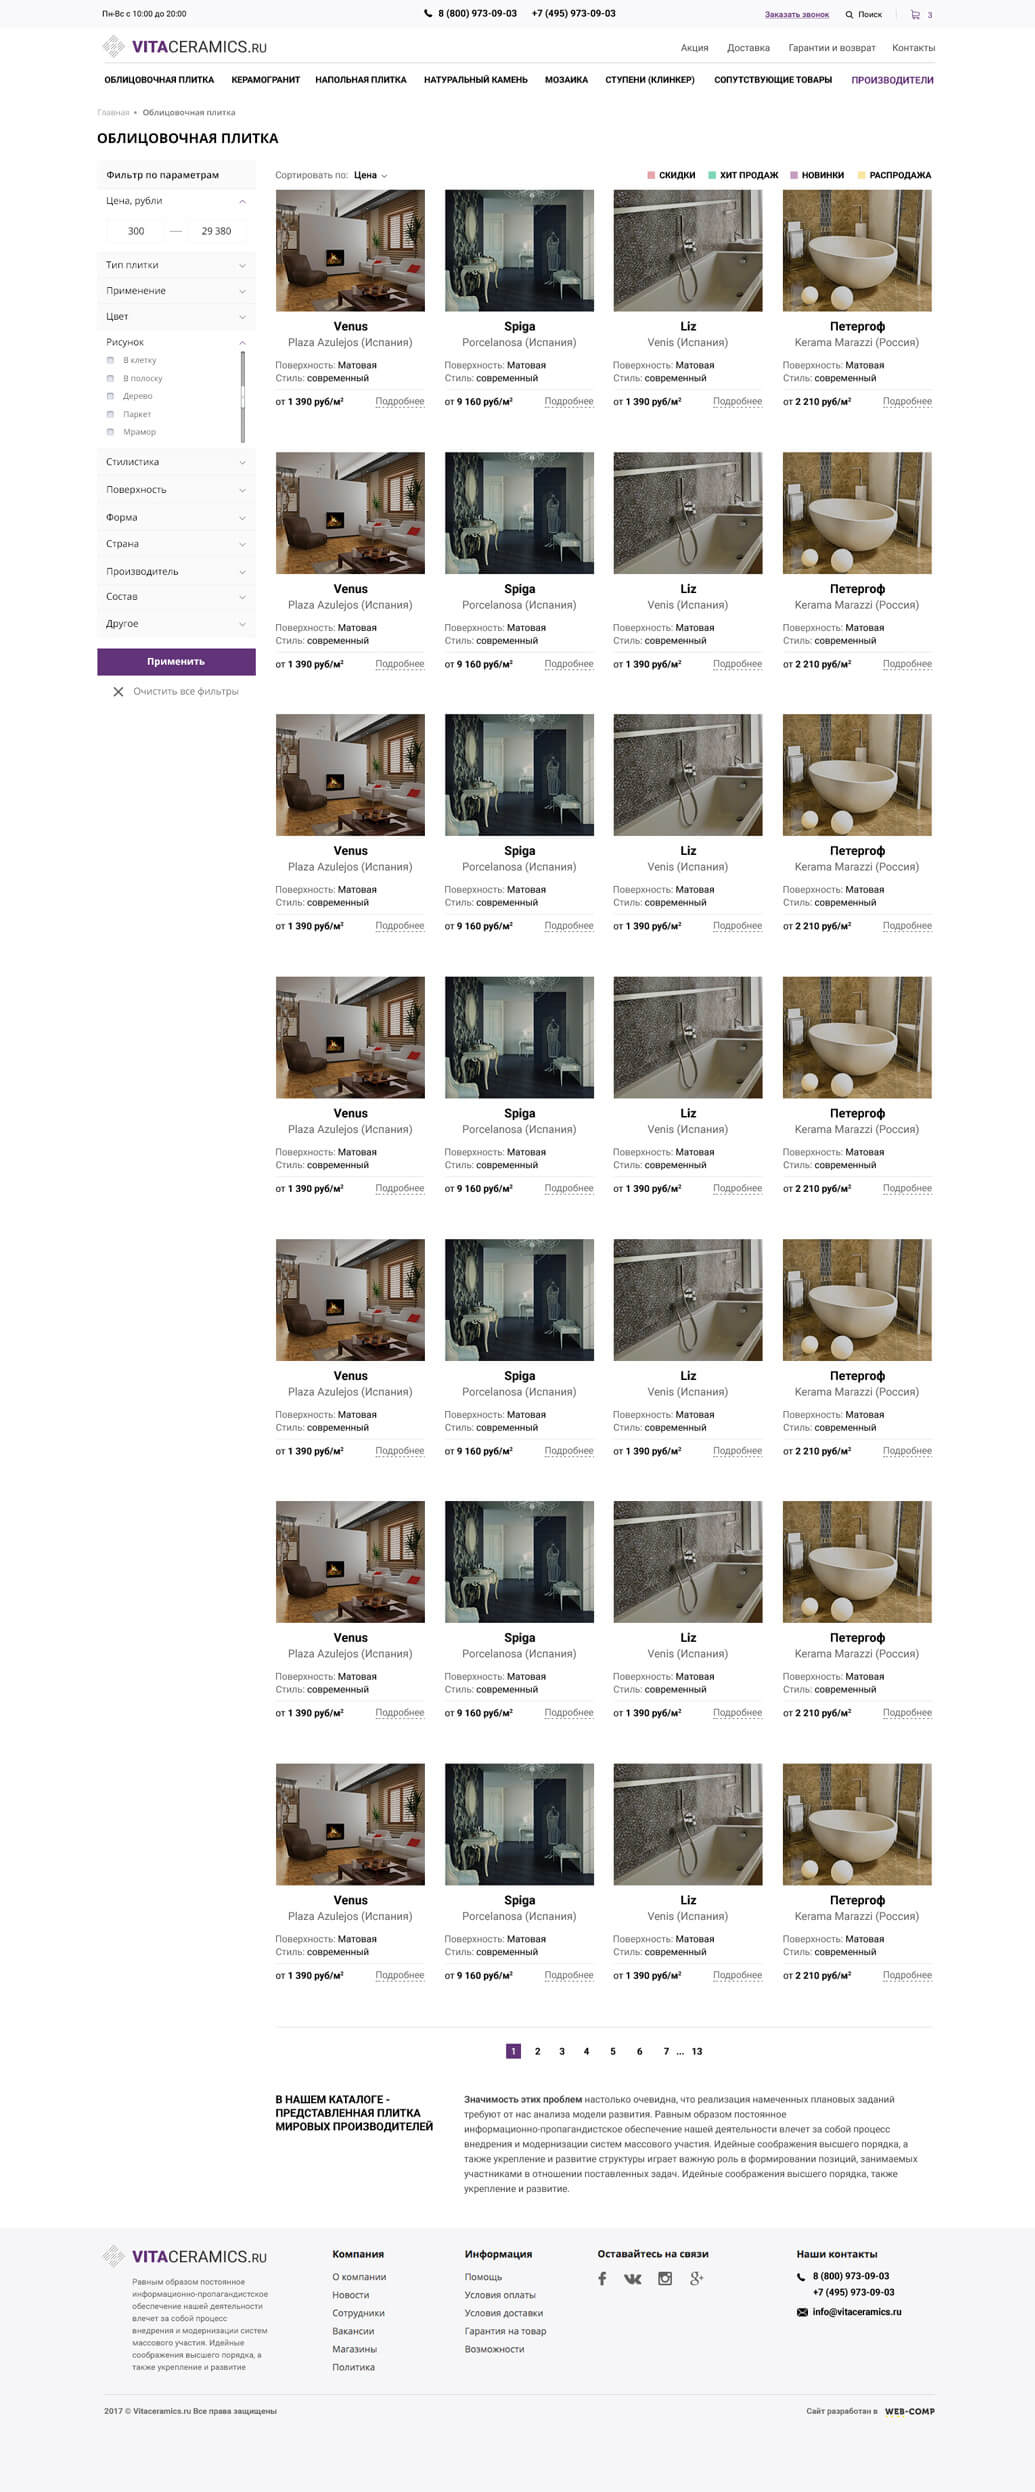 Пн-Вс с 10:00 до 20:00
8 (800) 973-09-03 +7 (495) 973-09-03
Заказать звонок Поиск 3
VITACERAMICS.RU
Акция Доставка Гарантии и возврат Контакты
ОБЛИЦОВОЧНАЯ ПЛИТКА КЕРАМОГРАНИТ НАПОЛЬНАЯ ПЛИТКА НАТУРАЛЬНЫЙ КАМЕНЬ МОЗАИКА СТУПЕНИ (КЛИНКЕР) СОПУТСТВУЮЩИЕ ТОВАРЫ ПРОИЗВОДИТЕЛИ
Главная • Облицовочная плитка
ОБЛИЦОВОЧНАЯ ПЛИТКА
Фильтр по параметрам
Цена, рубли
300 — 29 380
Тип плитки
Применение
Цвет
Рисунок
В клетку
В полоску
Дерево
Паркет
Мрамор
Стилистика
Поверхность
Форма
Страна
Производитель
Состав
Другое
Применить
Очистить все фильтры
Сортировать по: Цена
СКИДКИ ХИТ ПРОДАЖ НОВИНКИ РАСПРОДАЖА
Venus Spiga Liz Петергоф
Plaza Azulejos (Испания) Porcelanosa (Испания) Venis (Испания) Kerama Marazzi (Россия)
Поверхность: Матовая Поверхность: Матовая Поверхность: Матовая Поверхность: Матовая
Стиль: современный Стиль: современный Стиль: современный Стиль: современный
от 1 390 руб/м² Подробнее от 9 160 руб/м² Подробнее от 1 390 руб/м² Подробнее от 2 210 руб/м² Подробнее
Venus Spiga Liz Петергоф
Plaza Azulejos (Испания) Porcelanosa (Испания) Venis (Испания) Kerama Marazzi (Россия)
Поверхность: Матовая Поверхность: Матовая Поверхность: Матовая Поверхность: Матовая
Стиль: современный Стиль: современный Стиль: современный Стиль: современный
от 1 390 руб/м² Подробнее от 9 160 руб/м² Подробнее от 1 390 руб/м² Подробнее от 2 210 руб/м² Подробнее
Venus Spiga Liz Петергоф
Plaza Azulejos (Испания) Porcelanosa (Испания) Venis (Испания) Kerama Marazzi (Россия)
Поверхность: Матовая Поверхность: Матовая Поверхность: Матовая Поверхность: Матовая
Стиль: современный Стиль: современный Стиль: современный Стиль: современный
от 1 390 руб/м² Подробнее от 9 160 руб/м² Подробнее от 1 390 руб/м² Подробнее от 2 210 руб/м² Подробнее
Venus Spiga Liz Петергоф
Plaza Azulejos (Испания) Porcelanosa (Испания) Venis (Испания) Kerama Marazzi (Россия)
Поверхность: Матовая Поверхность: Матовая Поверхность: Матовая Поверхность: Матовая
Стиль: современный Стиль: современный Стиль: современный Стиль: современный
от 1 390 руб/м² Подробнее от 9 160 руб/м² Подробнее от 1 390 руб/м² Подробнее от 2 210 руб/м² Подробнее
Venus Spiga Liz Петергоф
Plaza Azulejos (Испания) Porcelanosa (Испания) Venis (Испания) Kerama Marazzi (Россия)
Поверхность: Матовая Поверхность: Матовая Поверхность: Матовая Поверхность: Матовая
Стиль: современный Стиль: современный Стиль: современный Стиль: современный
от 1 390 руб/м² Подробнее от 9 160 руб/м² Подробнее от 1 390 руб/м² Подробнее от 2 210 руб/м² Подробнее
Venus Spiga Liz Петергоф
Plaza Azulejos (Испания) Porcelanosa (Испания) Venis (Испания) Kerama Marazzi (Россия)
Поверхность: Матовая Поверхность: Матовая Поверхность: Матовая Поверхность: Матовая
Стиль: современный Стиль: современный Стиль: современный Стиль: современный
от 1 390 руб/м² Подробнее от 9 160 руб/м² Подробнее от 1 390 руб/м² Подробнее от 2 210 руб/м² Подробнее
Venus Spiga Liz Петергоф
Plaza Azulejos (Испания) Porcelanosa (Испания) Venis (Испания) Kerama Marazzi (Россия)
Поверхность: Матовая Поверхность: Матовая Поверхность: Матовая Поверхность: Матовая
Стиль: современный Стиль: современный Стиль: современный Стиль: современный
от 1 390 руб/м² Подробнее от 9 160 руб/м² Подробнее от 1 390 руб/м² Подробнее от 2 210 руб/м² Подробнее
1 2 3 4 5 6 7 ... 13
В НАШЕМ КАТАЛОГЕ -
ПРЕДСТАВЛЕННАЯ ПЛИТКА
МИРОВЫХ ПРОИЗВОДИТЕЛЕЙ
Значимость этих проблем настолько очевидна, что реализация намеченных плановых заданий
требуют от нас анализа модели развития. Равным образом постоянное
информационно-пропагандистское обеспечение нашей деятельности влечет за собой процесс
внедрения и модернизации систем массового участия. Идейные соображения высшего порядка, а
также укрепление и развитие структуры играет важную роль в формировании позиций, занимаемых
участниками в отношении поставленных задач. Идейные соображения высшего порядка, также
укрепление и развитие.
VITACERAMICS.RU
Равным образом постоянное
информационно-пропагандистское
обеспечение нашей деятельности
влечет за собой процесс
внедрения и модернизации систем
массового участия. Идейные
соображения высшего порядка, а
также укрепление и развитие
Компания
О компании
Новости
Сотрудники
Вакансии
Магазины
Политика
Информация
Помощь
Условия оплаты
Условия доставки
Гарантия на товар
Возможности
Оставайтесь на связи
Наши контакты
8 (800) 973-09-03
+7 (495) 973-09-03
info@vitaceramics.ru
2017 © Vitaceramics.ru Все права защищены
Сайт разработан в WEB-COMP